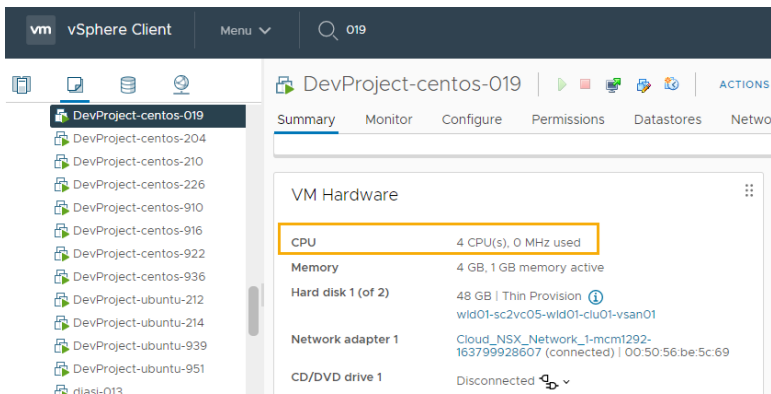 vm vSphere Client Menu 019
DevProject-centos-019
DevProject-centos-204
DevProject-centos-210
DevProject-centos-226
DevProject-centos-910
DevProject-centos-916
DevProject-centos-922
DevProject-centos-936
DevProject-ubuntu-212
DevProject-ubuntu-214
DevProject-ubuntu-939
DevProject-ubuntu-951
diasi-013
DevProject-centos-019 ACTIONS
Summary Monitor Configure Permissions Datastores Netwo
VM Hardware
CPU 4 CPU(s), 0 MHz used
Memory 4 GB, 1 GB memory active
Hard disk 1 (of 2) 48 GB | Thin Provision
wld01-sc2vc05-wld01-clu01-vsan01
Network adapter 1 Cloud_NSX_Network_1-mcm1292-
163799928607 (connected) | 00:50:56:be:5c:69
CD/DVD drive 1 Disconnected